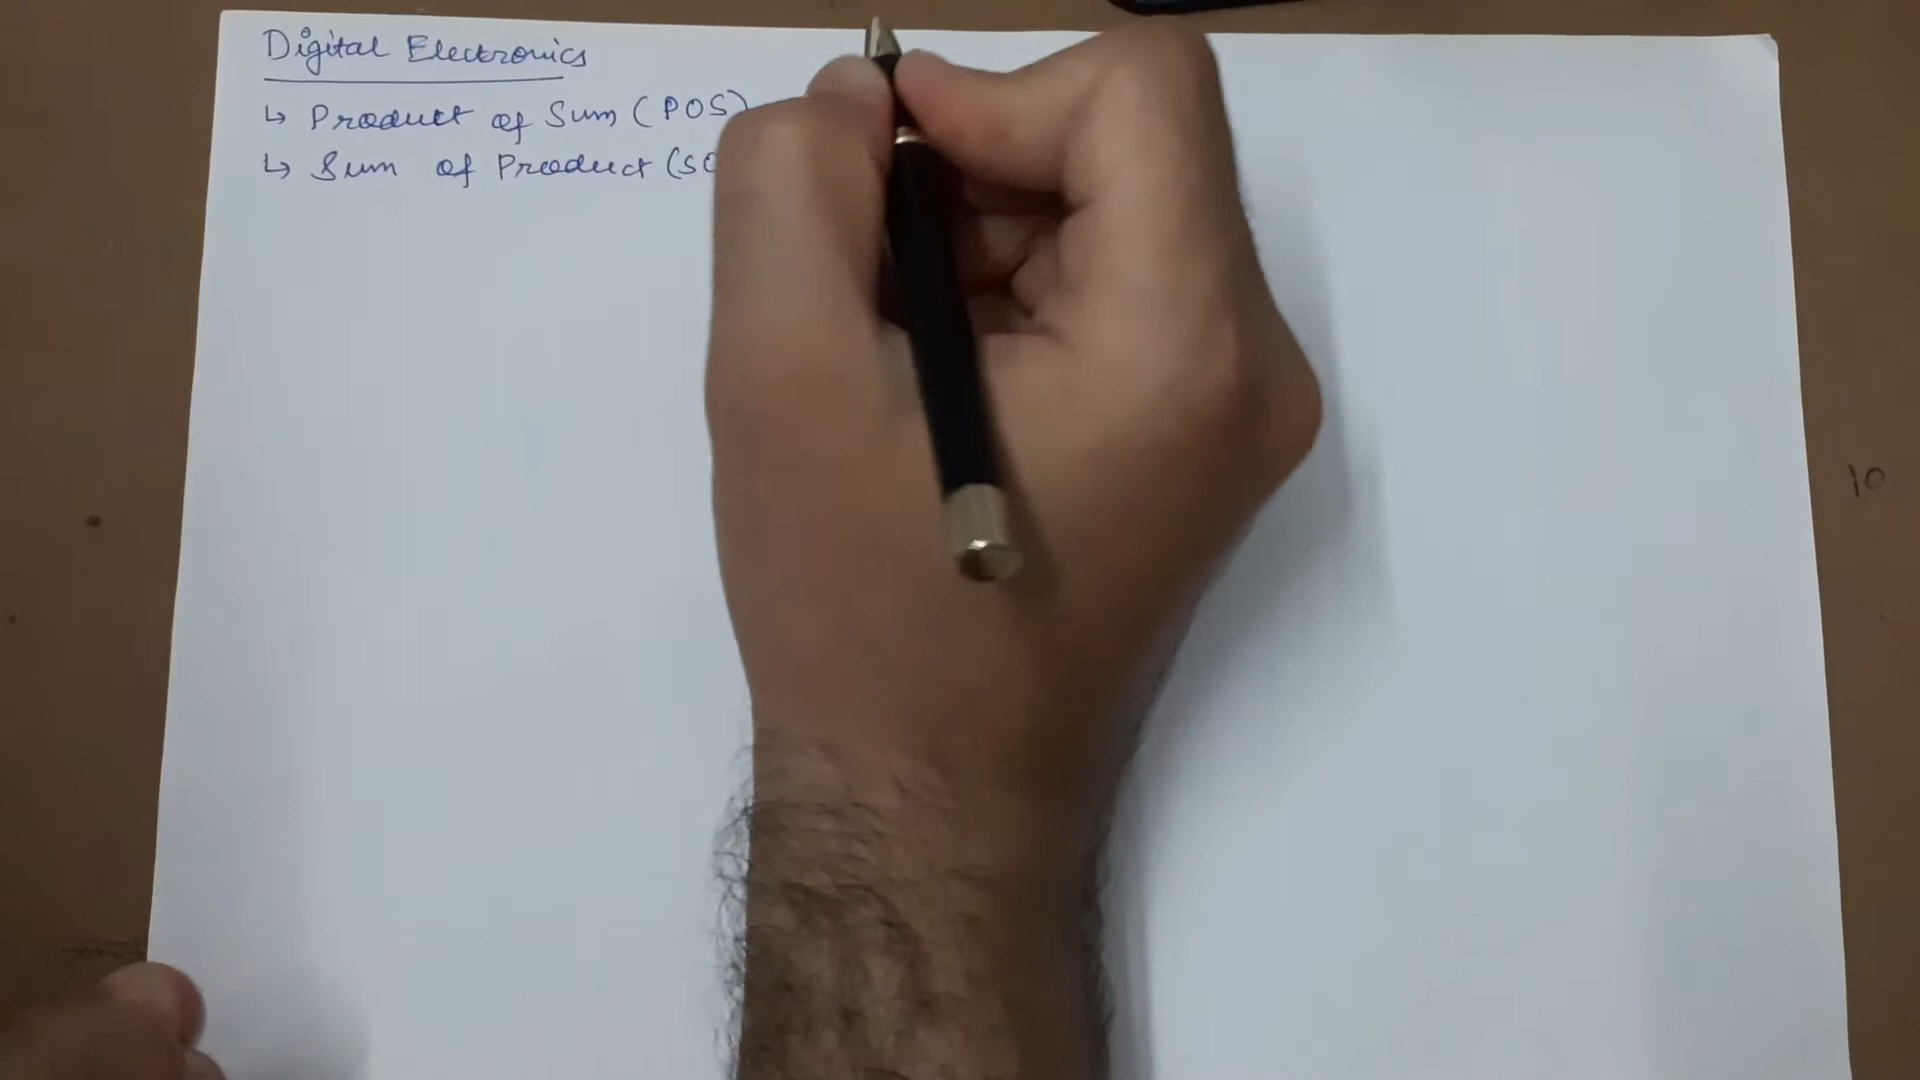 Digital Electronics
↳ Product of Sum (POS)
↳ Sum of Product (SO
10